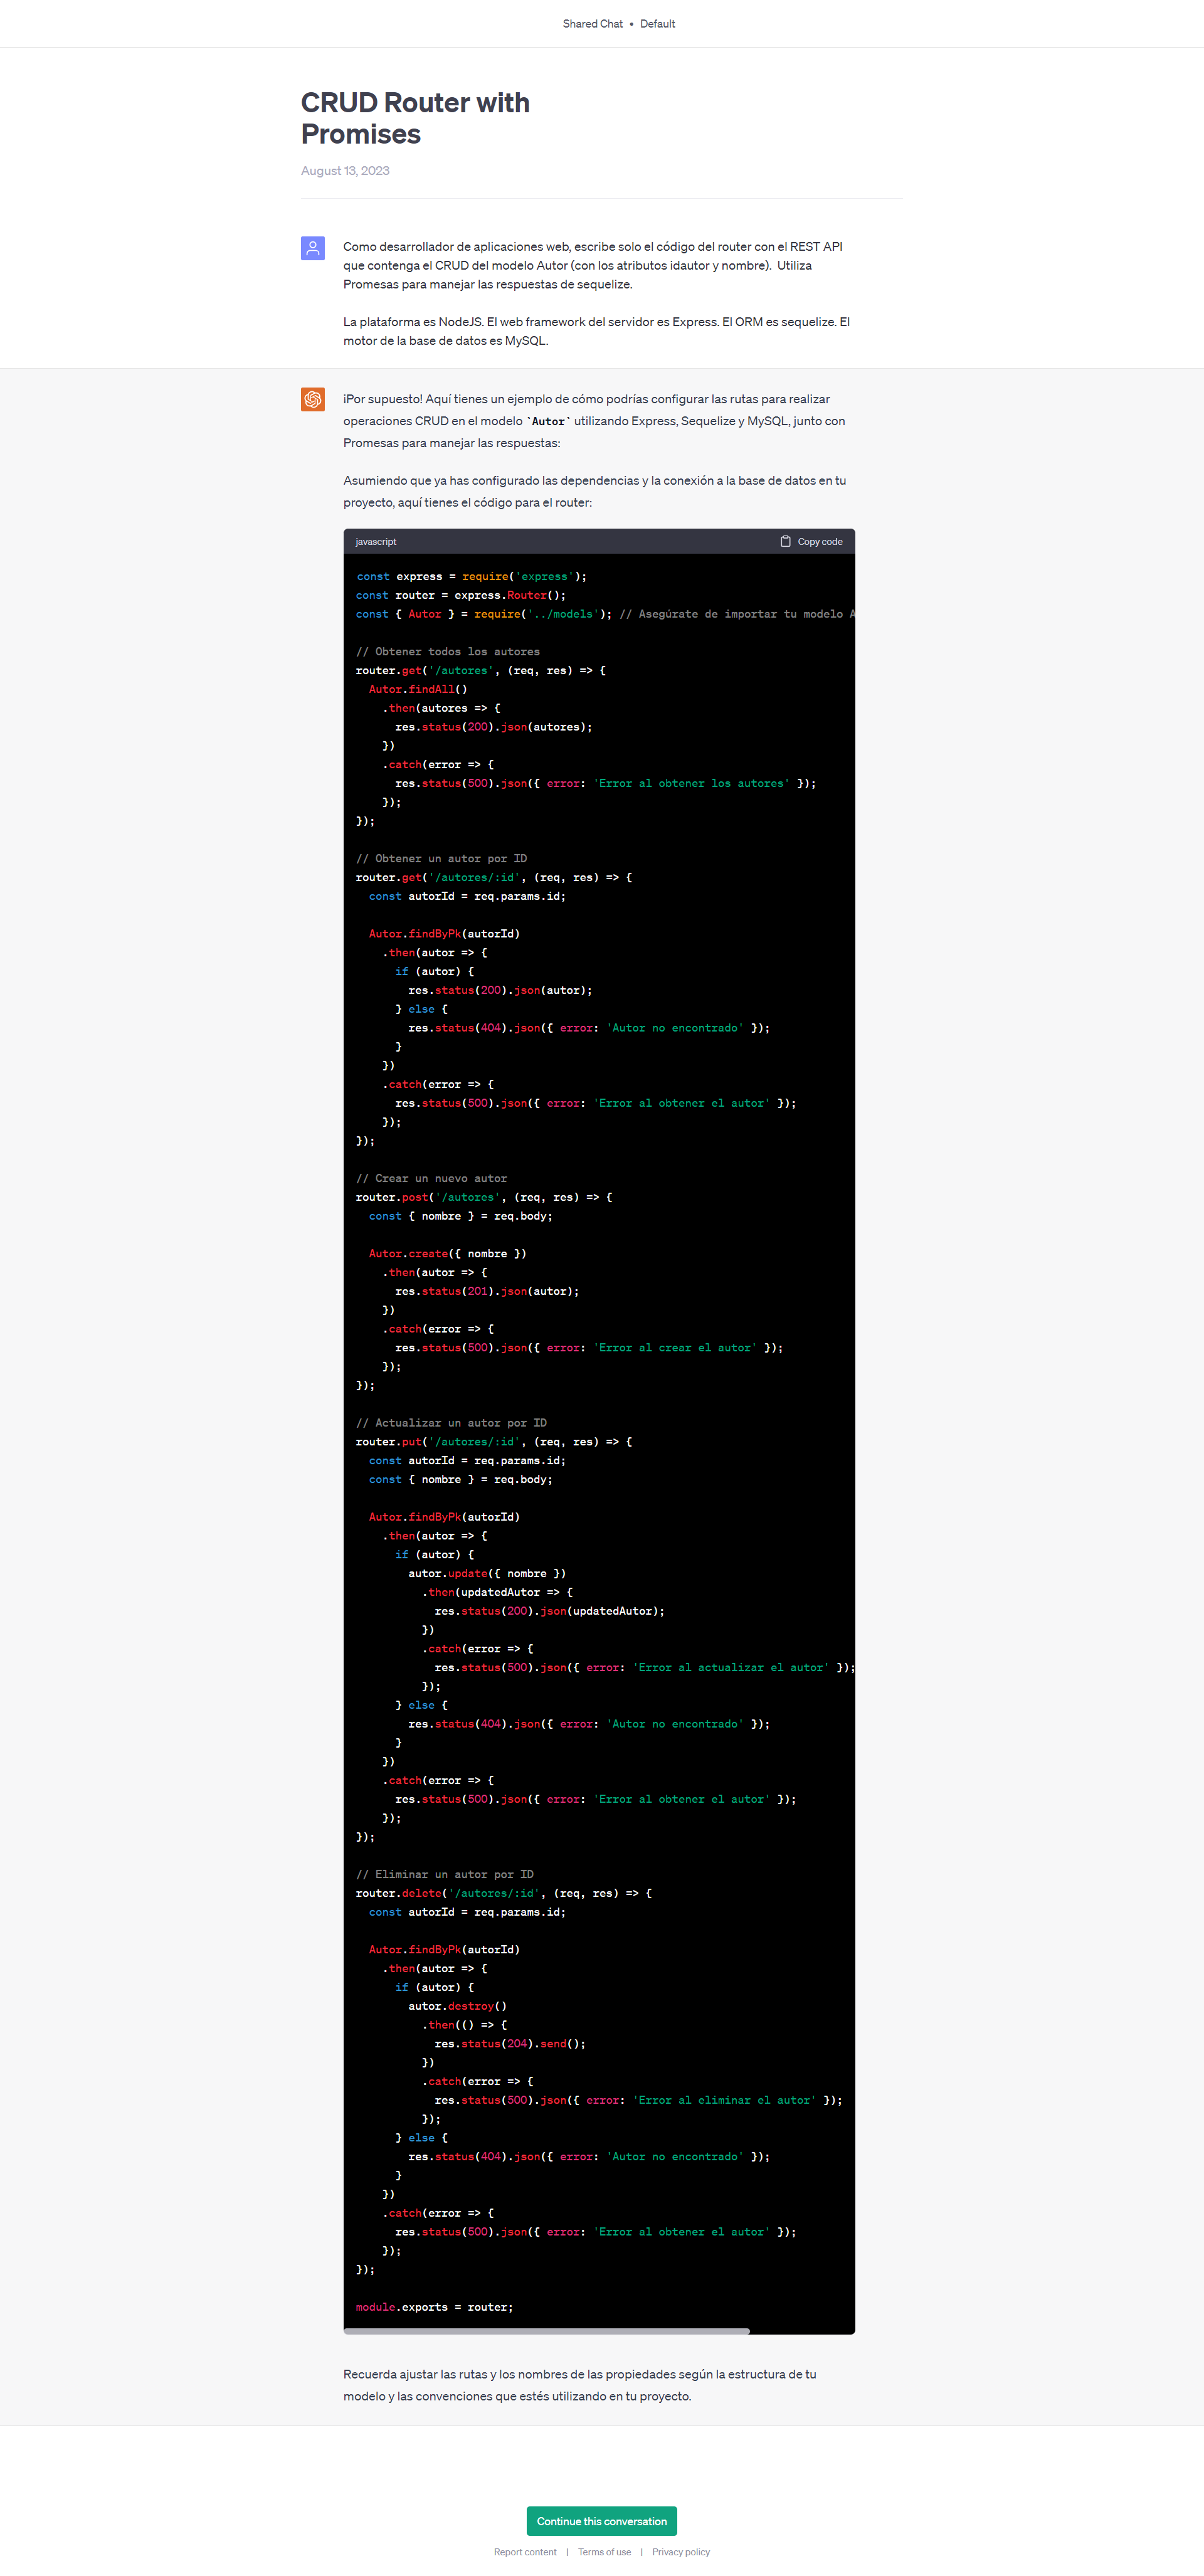 Shared Chat • Default
CRUD Router with
Promises
August 13, 2023
Como desarrollador de aplicaciones web, escribe solo el código del router con el REST API
que contenga el CRUD del modelo Autor (con los atributos idautor y nombre).  Utiliza
Promesas para manejar las respuestas de sequelize.
La plataforma es NodeJS. El web framework del servidor es Express. El ORM es sequelize. El
motor de la base de datos es MySQL.
¡Por supuesto! Aquí tienes un ejemplo de cómo podrías configurar las rutas para realizar
operaciones CRUD en el modelo `Autor` utilizando Express, Sequelize y MySQL, junto con
Promesas para manejar las respuestas:
Asumiendo que ya has configurado las dependencias y la conexión a la base de datos en tu
proyecto, aquí tienes el código para el router:
javascript
Copy code
const express = require('express');
const router = express.Router();
const { Autor } = require('../models'); // Asegúrate de importar tu modelo A
// Obtener todos los autores
router.get('/autores', (req, res) => {
  Autor.findAll()
    .then(autores => {
      res.status(200).json(autores);
    })
    .catch(error => {
      res.status(500).json({ error: 'Error al obtener los autores' });
    });
});
// Obtener un autor por ID
router.get('/autores/:id', (req, res) => {
  const autorId = req.params.id;
  Autor.findByPk(autorId)
    .then(autor => {
      if (autor) {
        res.status(200).json(autor);
      } else {
        res.status(404).json({ error: 'Autor no encontrado' });
      }
    })
    .catch(error => {
      res.status(500).json({ error: 'Error al obtener el autor' });
    });
});
// Crear un nuevo autor
router.post('/autores', (req, res) => {
  const { nombre } = req.body;
  Autor.create({ nombre })
    .then(autor => {
      res.status(201).json(autor);
    })
    .catch(error => {
      res.status(500).json({ error: 'Error al crear el autor' });
    });
});
// Actualizar un autor por ID
router.put('/autores/:id', (req, res) => {
  const autorId = req.params.id;
  const { nombre } = req.body;
  Autor.findByPk(autorId)
    .then(autor => {
      if (autor) {
        autor.update({ nombre })
          .then(updatedAutor => {
            res.status(200).json(updatedAutor);
          })
          .catch(error => {
            res.status(500).json({ error: 'Error al actualizar el autor' });
          });
      } else {
        res.status(404).json({ error: 'Autor no encontrado' });
      }
    })
    .catch(error => {
      res.status(500).json({ error: 'Error al obtener el autor' });
    });
});
// Eliminar un autor por ID
router.delete('/autores/:id', (req, res) => {
  const autorId = req.params.id;
  Autor.findByPk(autorId)
    .then(autor => {
      if (autor) {
        autor.destroy()
          .then(() => {
            res.status(204).send();
          })
          .catch(error => {
            res.status(500).json({ error: 'Error al eliminar el autor' });
          });
      } else {
        res.status(404).json({ error: 'Autor no encontrado' });
      }
    })
    .catch(error => {
      res.status(500).json({ error: 'Error al obtener el autor' });
    });
});
module.exports = router;
Recuerda ajustar las rutas y los nombres de las propiedades según la estructura de tu
modelo y las convenciones que estés utilizando en tu proyecto.
Continue this conversation
Report content | Terms of use | Privacy policy